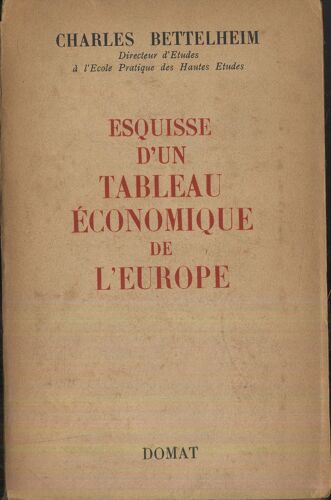 CHARLES BETTELHEIM
Directeur d'Etudes
à l'Ecole Pratique des Hautes Etudes
ESQUISSE
D'UN
TABLEAU
ÉCONOMIQUE
DE
L'EUROPE
DOMAT